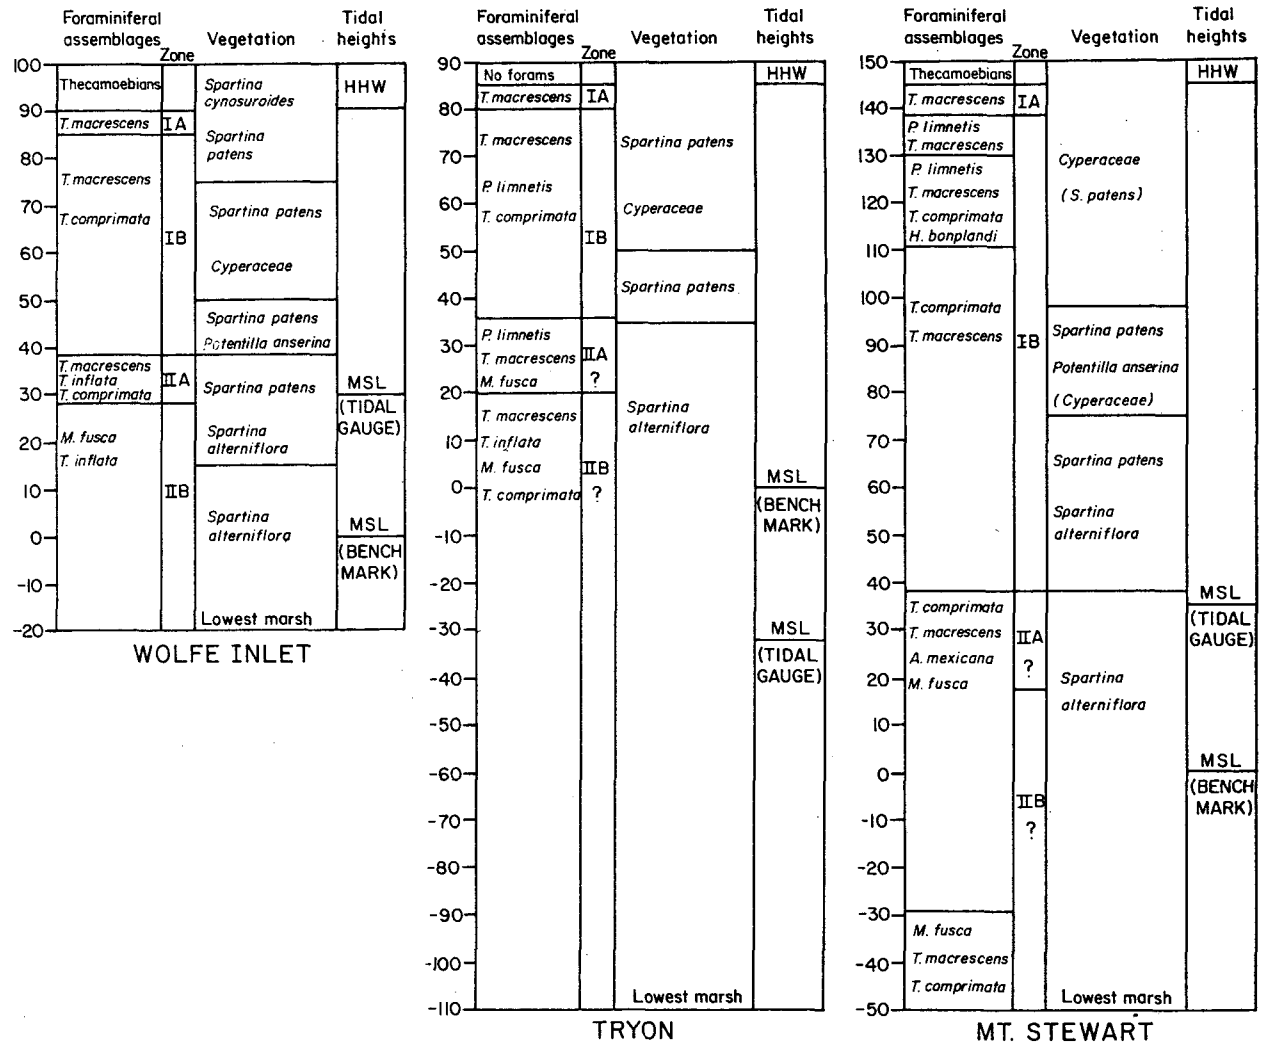 Foraminiferal
assemblages
Zone
Vegetation
Tidal
heights
100
90
80
70
60
50
40
30
20
10
0
-10
-20
Thecamoebians
T. macrescens
IA
T. macrescens
T. comprimata
IB
T. macrescens
T. inflata
T. comprimata
IIA
M. fusca
T. inflata
IIB
Spartina
cynosuroides
Spartina
patens
Spartina patens
Cyperaceae
Spartina patens
Potentilla anserina
Spartina patens
Spartina
alterniflora
Spartina
alterniflora
Lowest marsh
HHW
MSL
(TIDAL
GAUGE)
MSL
(BENCH
MARK)
WOLFE INLET
Foraminiferal
assemblages
Zone
Vegetation
Tidal
heights
90
80
70
60
50
40
30
20
10
0
-10
-20
-30
-40
-50
-60
-70
-80
-90
-100
-110
No forams
T. macrescens
IA
T. macrescens
P. limnetis
T. comprimata
IB
P. limnetis
T. macrescens
M. fusca
IIA
?
T. macrescens
T. inflata
M. fusca
T. comprimata
IIB
?
Spartina patens
Cyperaceae
Spartina patens
Spartina
alterniflora
Lowest marsh
HHW
MSL
(BENCH
MARK)
MSL
(TIDAL
GAUGE)
TRYON
Foraminiferal
assemblages
Zone
Vegetation
Tidal
heights
150
140
130
120
110
100
90
80
70
60
50
40
30
20
10
0
-10
-20
-30
-40
-50
Thecamoebians
T. macrescens
IA
P. limnetis
T. macrescens
P. limnetis
T. macrescens
T. comprimata
H. bonplandi
T. comprimata
T. macrescens
IB
T. comprimata
T. macrescens
A. mexicana
M. fusca
IIA
?
IIB
?
M. fusca
T. macrescens
T. comprimata
Cyperaceae
(S. patens)
Spartina patens
Potentilla anserina
(Cyperaceae)
Spartina patens
Spartina
alterniflora
Spartina
alterniflora
Lowest marsh
HHW
MSL
(TIDAL
GAUGE)
MSL
(BENCH
MARK)
MT. STEWART